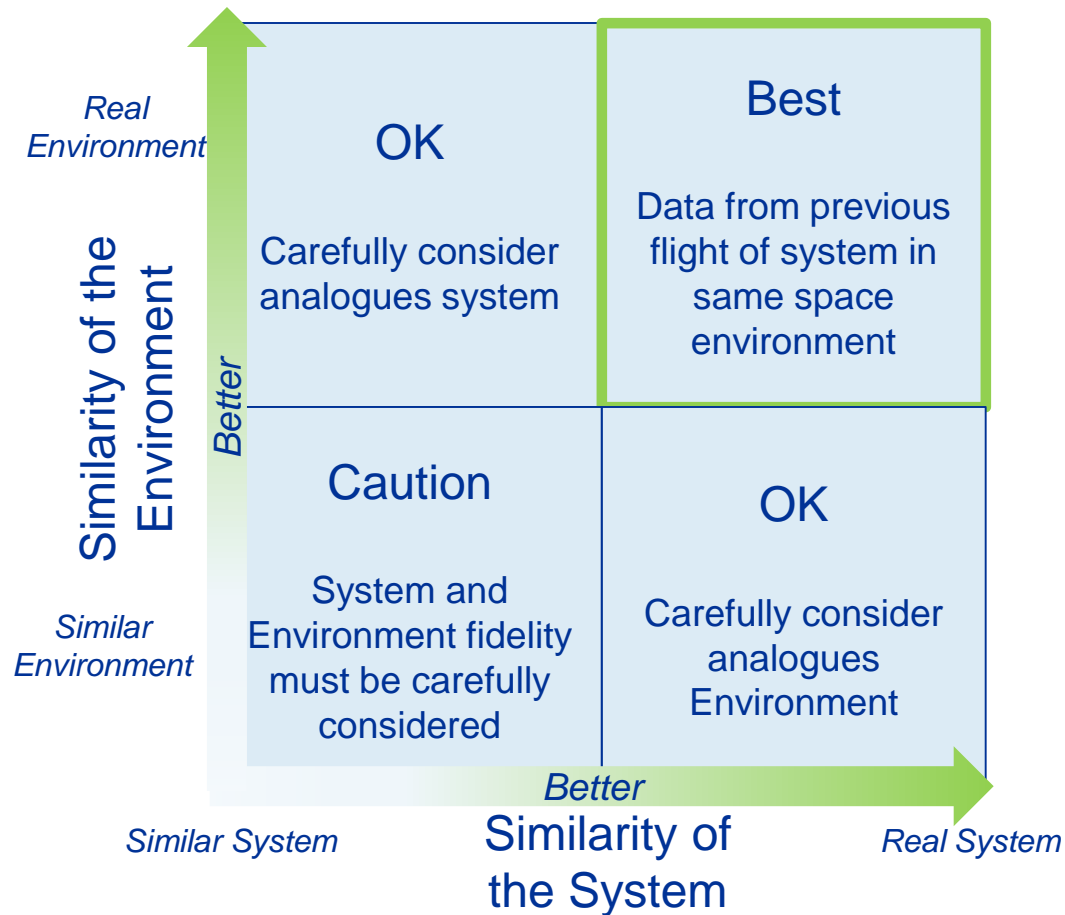 Real
Environment
OK
Carefully consider
analogues system
Best
Data from previous
flight of system in
same space
environment
Similarity of the
Environment
Better
Similar
Environment
Caution
System and
Environment fidelity
must be carefully
considered
OK
Carefully consider
analogues
Environment
Better
Similar System
Similarity of
the System
Real System